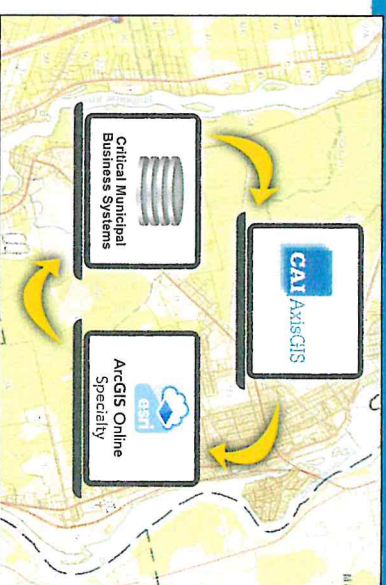 CAI AxisGIS
Critical Municipal
Business Systems
ArcGIS Online
Specialty
esri